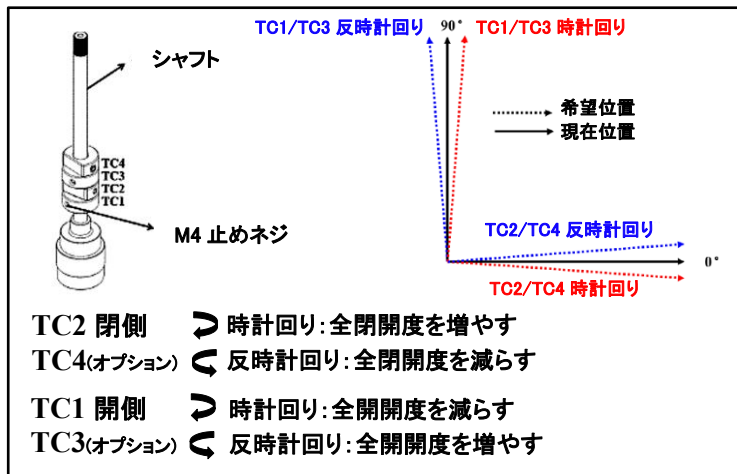 TC1/TC3 反時計回り 90° TC1/TC3 時計回り
シャフト
希望位置
現在位置
TC4
TC3
TC2
TC1
M4 止めネジ
TC2/TC4 反時計回り
0°
TC2/TC4 時計回り
TC2 閉側 時計回り:全閉開度を増やす
TC4(オプション) 反時計回り:全閉開度を減らす
TC1 開側 時計回り:全開開度を減らす
TC3(オプション) 反時計回り:全開開度を増やす